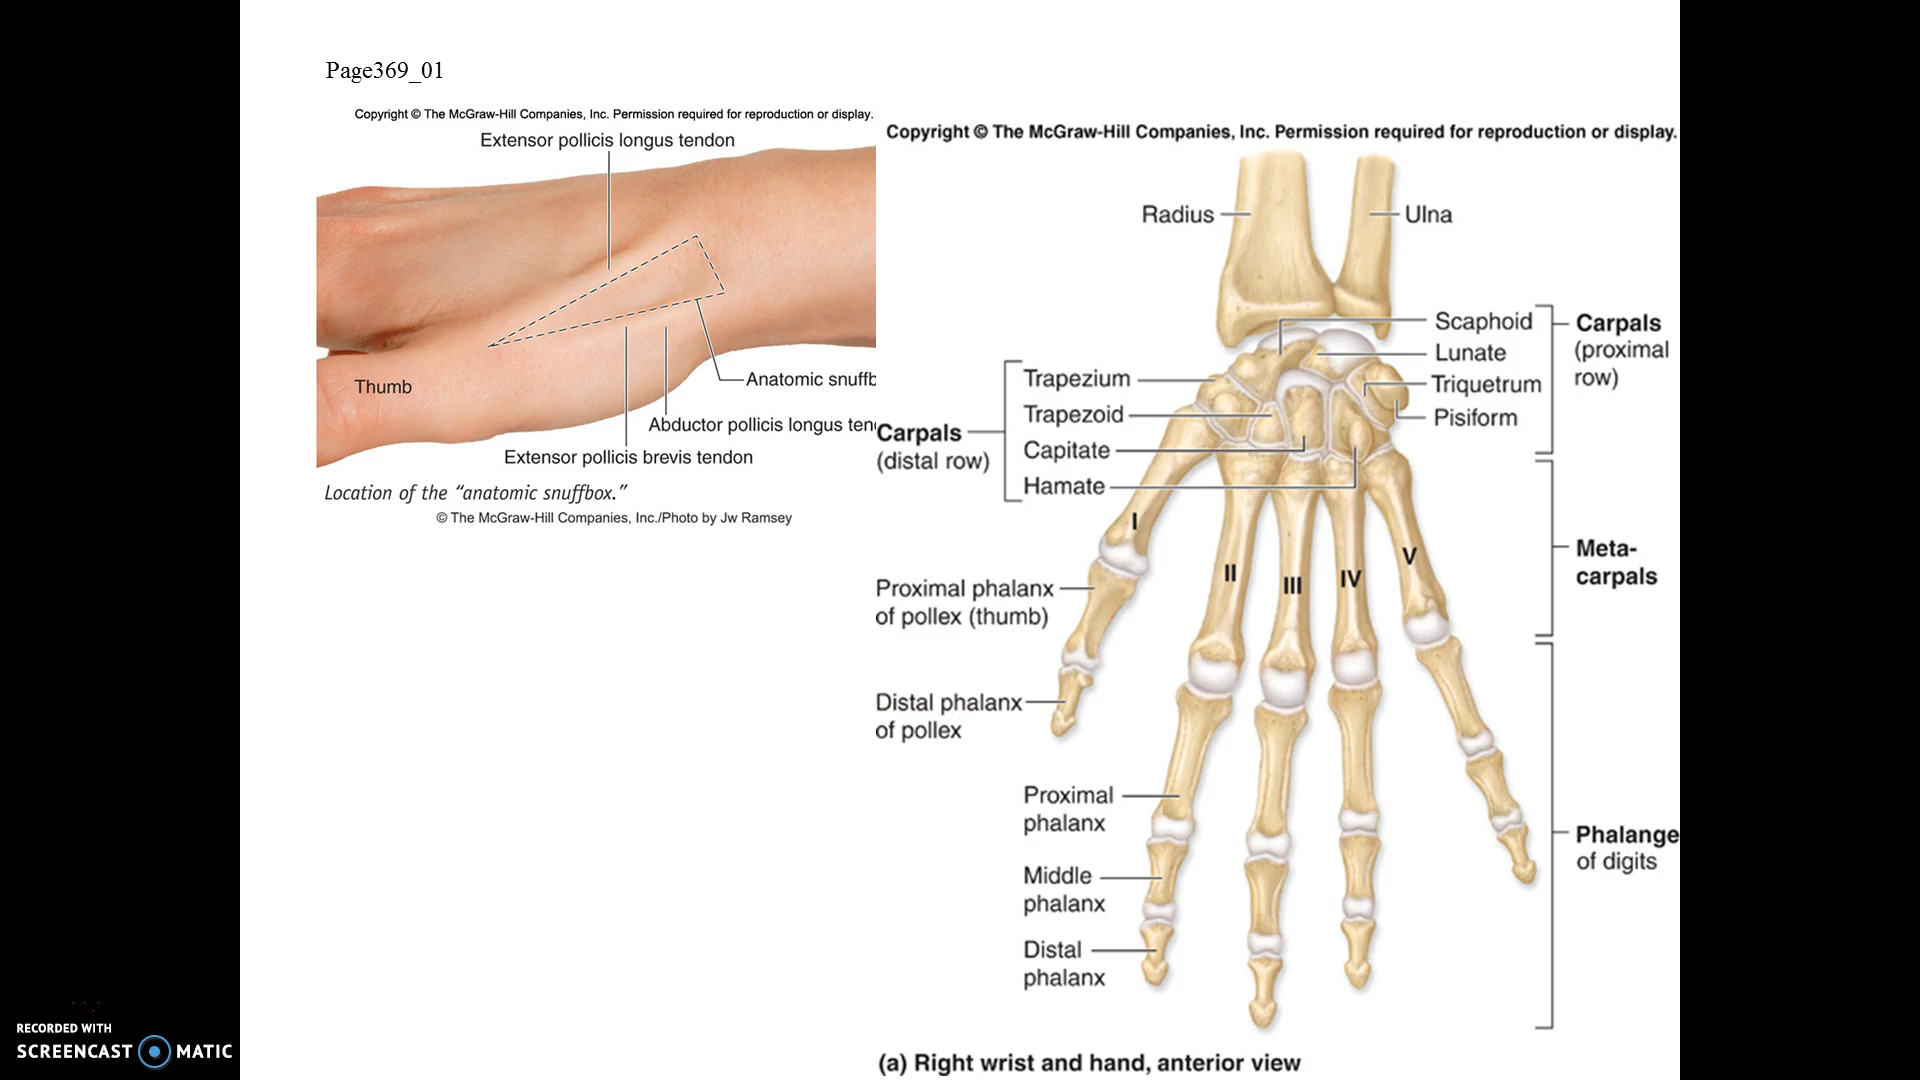 Page369_01
Copyright © The McGraw-Hill Companies, Inc. Permission required for reproduction or display.
Extensor pollicis longus tendon
Thumb
Anatomic snuffb
Abductor pollicis longus ten
Extensor pollicis brevis tendon
Location of the “anatomic snuffbox.”
© The McGraw-Hill Companies, Inc./Photo by Jw Ramsey
Copyright © The McGraw-Hill Companies, Inc. Permission required for reproduction or display.
Radius
Ulna
Scaphoid
Lunate
Triquetrum
Pisiform
Carpals
(proximal
row)
Trapezium
Trapezoid
Capitate
Hamate
Carpals
(distal row)
I
II
III
IV
V
Meta-
carpals
Proximal phalanx
of pollex (thumb)
Distal phalanx
of pollex
Proximal
phalanx
Middle
phalanx
Distal
phalanx
Phalange
of digits
(a) Right wrist and hand, anterior view
RECORDED WITH
SCREENCAST MATIC